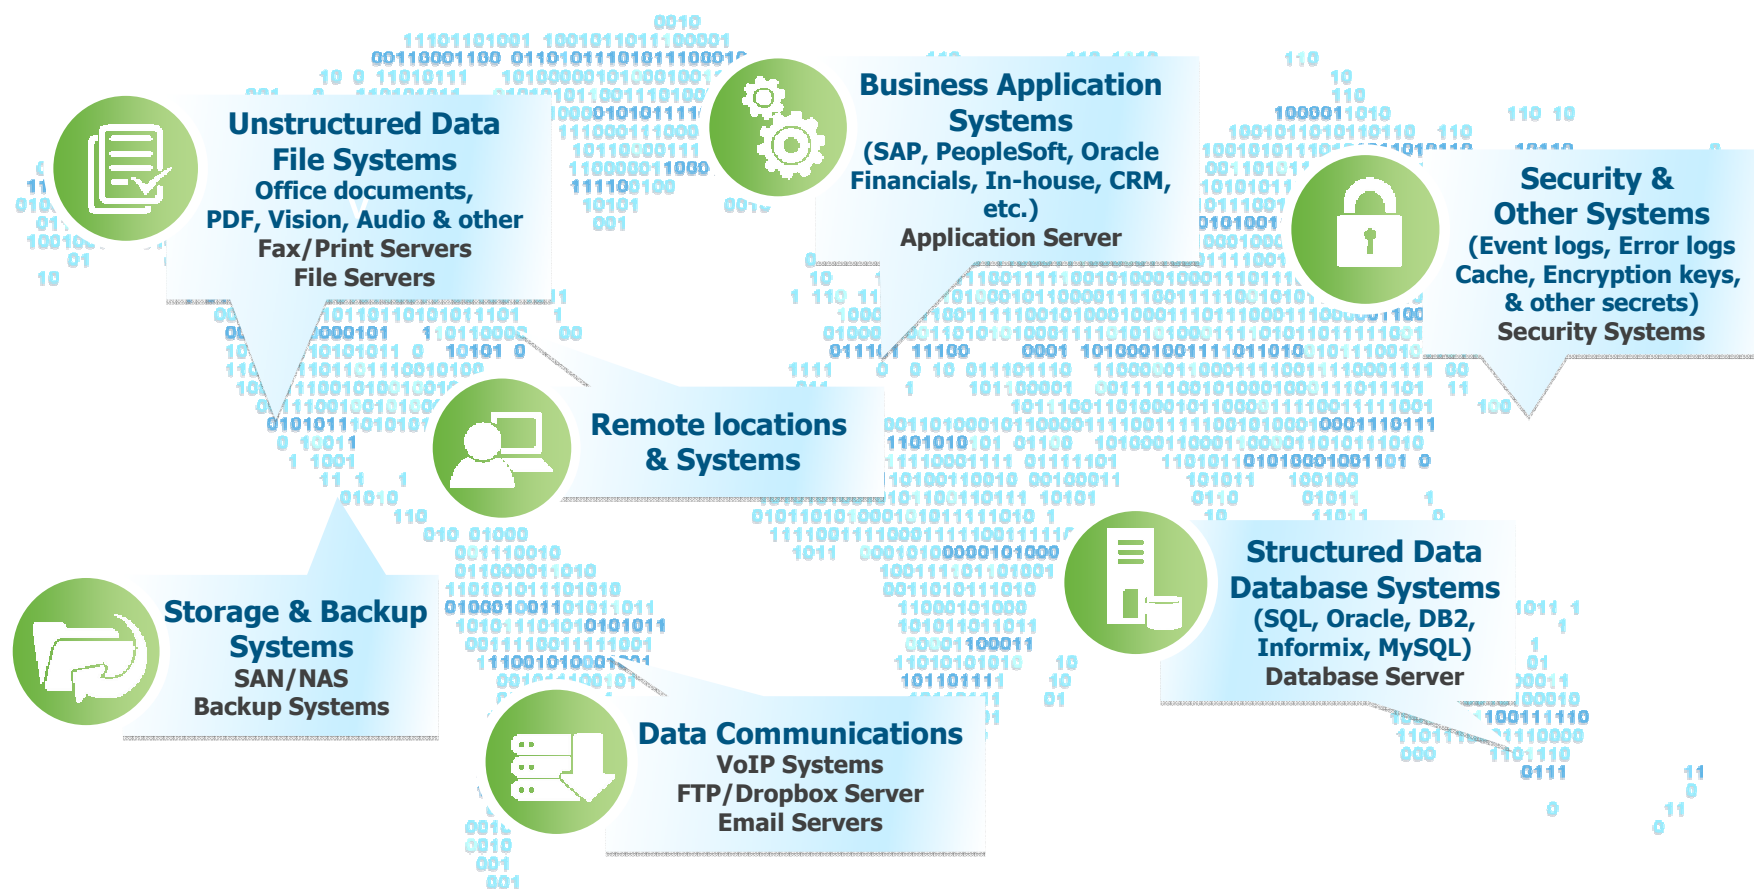 Unstructured Data
File Systems
Office documents,
PDF, Vision, Audio & other
Fax/Print Servers
File Servers
Business Application
Systems
(SAP, PeopleSoft, Oracle
Financials, In-house, CRM,
etc.)
Application Server
Security &
Other Systems
(Event logs, Error logs
Cache, Encryption keys,
& other secrets)
Security Systems
Remote locations
& Systems
Storage & Backup
Systems
SAN/NAS
Backup Systems
Structured Data
Database Systems
(SQL, Oracle, DB2,
Informix, MySQL)
Database Server
Data Communications
VoIP Systems
FTP/Dropbox Server
Email Servers